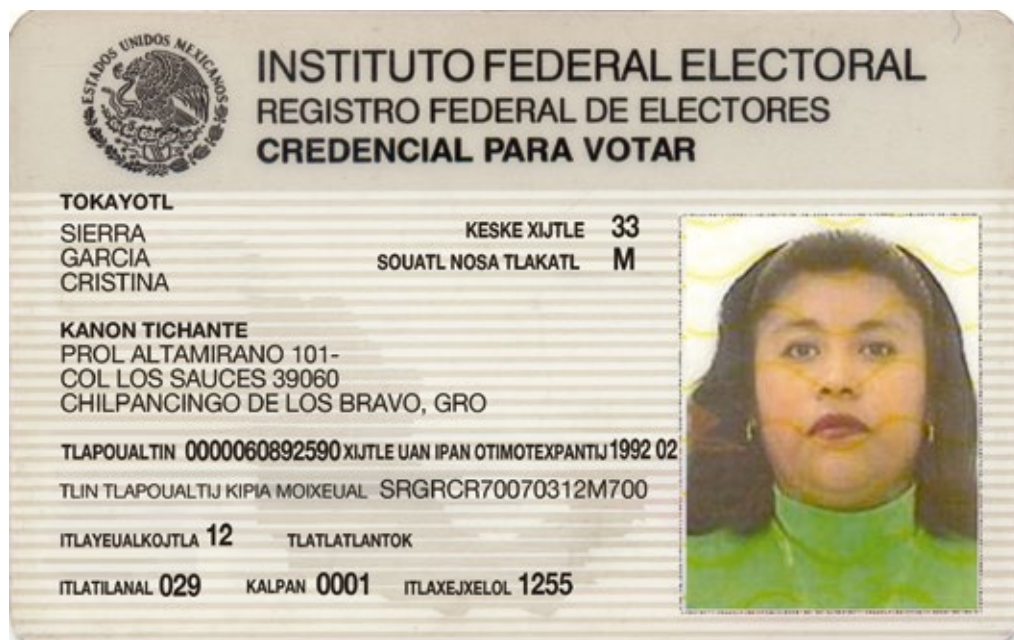 ESTADOS UNIDOS MEXICANOS
INSTITUTO FEDERAL ELECTORAL
REGISTRO FEDERAL DE ELECTORES
CREDENCIAL PARA VOTAR
TOKAYOTL
SIERRA
GARCIA
CRISTINA
KESKE XIJTLE 33
SOUATL NOSA TLAKATL M
KANON TICHANTE
PROL ALTAMIRANO 101-
COL LOS SAUCES 39060
CHILPANCINGO DE LOS BRAVO, GRO
TLAPOUALTIN 0000060892590 XIJTLE UAN IPAN OTIMOTEXPANTIJ 1992 02
TLIN TLAPOUALTIJ KIPIA MOIXEUAL SRGRCR70070312M700
ITLAYEUALKOJTLA 12 TLATLATLANTOK
ITLATILANAL 029 KALPAN 0001 ITLAXEJXELOL 1255